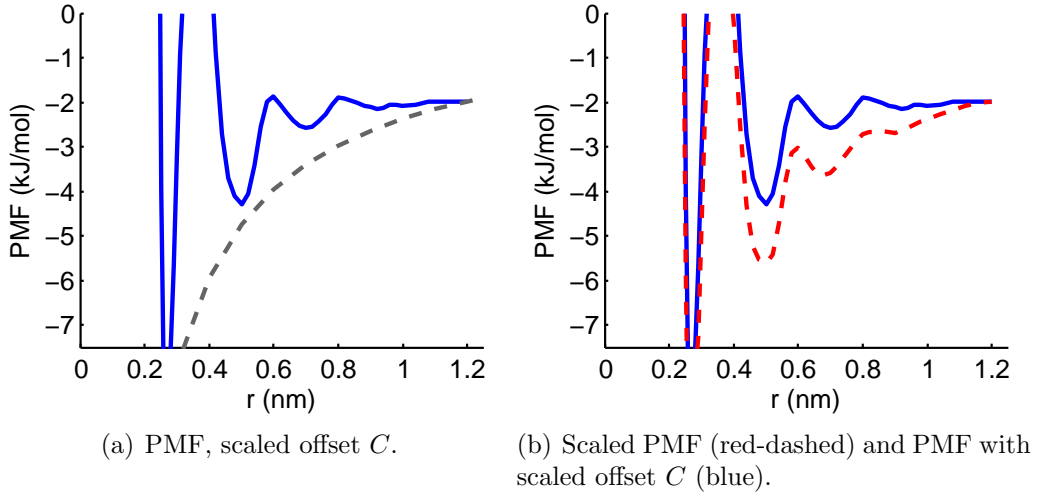 0
−1
−2
−3
−4
−5
−6
−7
PMF (kJ/mol)
0 0.2 0.4 0.6 0.8 1 1.2
r (nm)
(a) PMF, scaled offset C.
0
−1
−2
−3
−4
−5
−6
−7
PMF (kJ/mol)
0 0.2 0.4 0.6 0.8 1 1.2
r (nm)
(b) Scaled PMF (red-dashed) and PMF with
scaled offset C (blue).